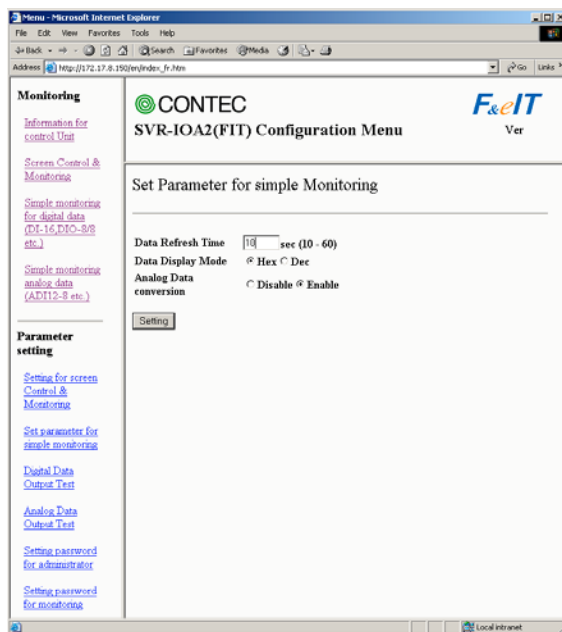 Menu - Microsoft Internet Explorer
File Edit View Favorites Tools Help
Back Search Favorites Media
Address http://172.17.8.150/en/index_fr.htm Go Links »
Monitoring
Information for
control Unit
Screen Control &
Monitoring
Simple monitoring
for digital data
(DI-16,DIO-8/8
etc.)
Simple monitoring
analog data
(ADI12-8 etc.)
Parameter
setting
Setting for screen
Control &
Monitoring
Set parameter for
simple monitoring
Digital Data
Output Test
Analog Data
Output Test
Setting password
for administrator
Setting password
for monitoring
CONTEC
SVR-IOA2(FIT) Configuration Menu
F&eIT
Ver
Set Parameter for simple Monitoring
Data Refresh Time 10 sec (10 - 60)
Data Display Mode Hex Dec
Analog Data
conversion Disable Enable
Setting
Local intranet